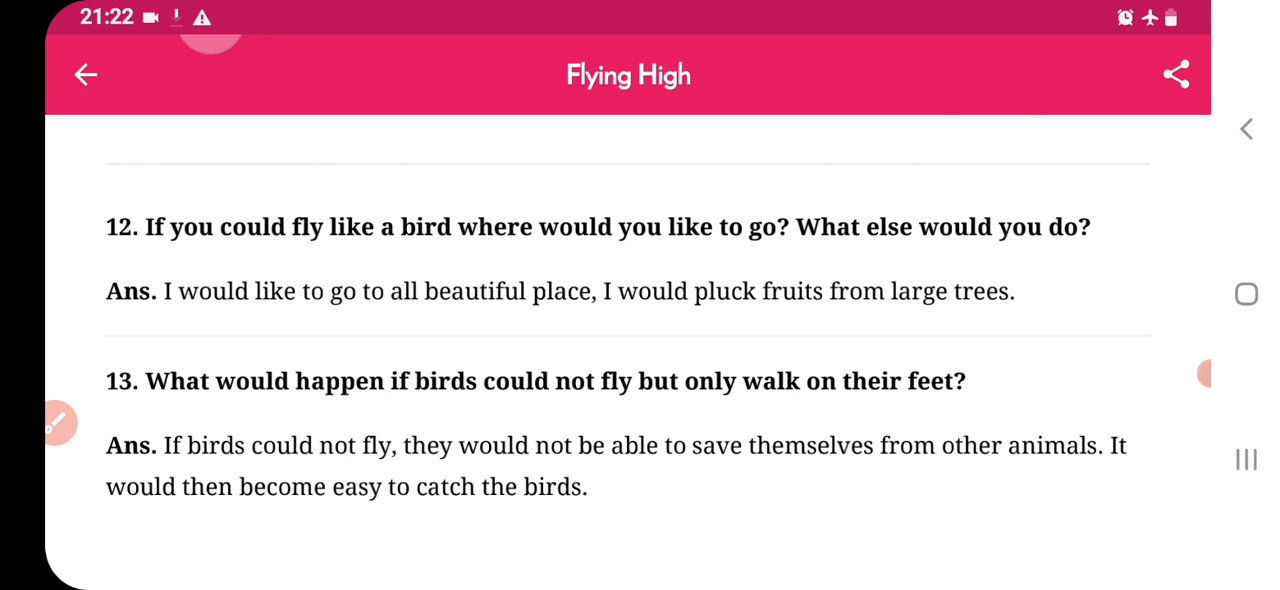 21:22
Flying High
12. If you could fly like a bird where would you like to go? What else would you do?
Ans. I would like to go to all beautiful place, I would pluck fruits from large trees.
13. What would happen if birds could not fly but only walk on their feet?
Ans. If birds could not fly, they would not be able to save themselves from other animals. It
would then become easy to catch the birds.